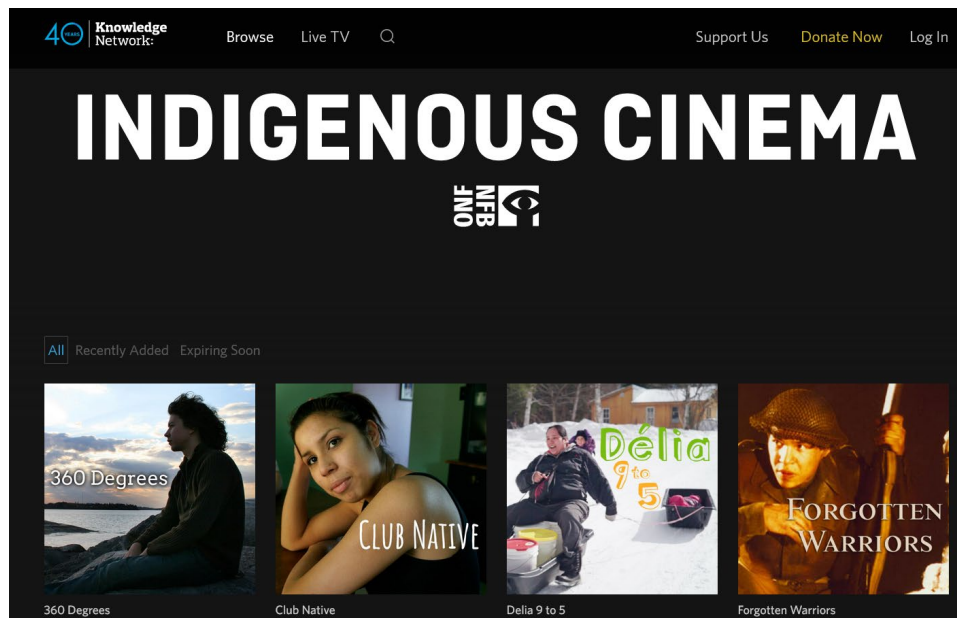 40 YEARS Knowledge
Network:
Browse Live TV
Support Us Donate Now Log In
INDIGENOUS CINEMA
ONF
NFB
All Recently Added Expiring Soon
360 Degrees
CLUB NATIVE
Délia
9 to
5
FORGOTTEN
WARRIORS
360 Degrees
Club Native
Delia 9 to 5
Forgotten Warriors